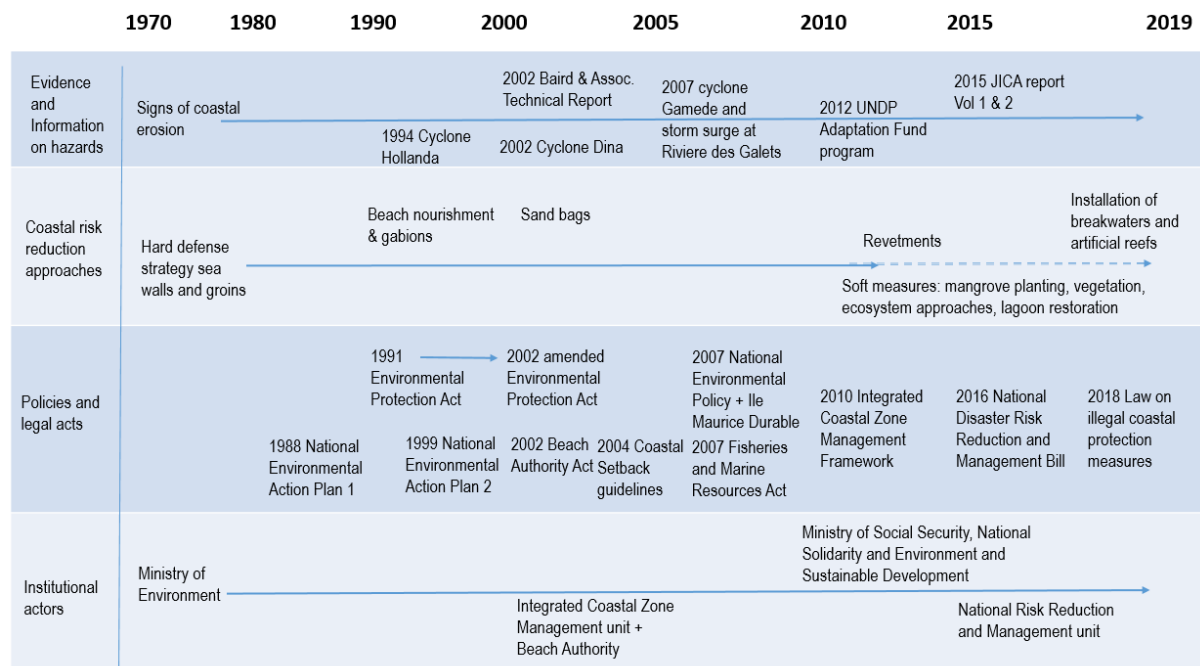 1970 1980 1990 2000 2005 2010 2015 2019
Evidence
and
Information
on hazards
Signs of coastal
erosion
1994 Cyclone
Hollanda
2002 Baird & Assoc.
Technical Report
2002 Cyclone Dina
2007 cyclone
Gamede and
storm surge at
Riviere des Galets
2012 UNDP
Adaptation Fund
program
2015 JICA report
Vol 1 & 2
Coastal risk
reduction
approaches
Hard defense
strategy sea
walls and groins
Beach nourishment
& gabions
Sand bags
Revetments
Installation of
breakwaters and
artificial reefs
Soft measures: mangrove planting, vegetation,
ecosystem approaches, lagoon restoration
Policies and
legal acts
1988 National
Environmental
Action Plan 1
1991
Environmental
Protection Act
1999 National
Environmental
Action Plan 2
2002 amended
Environmental
Protection Act
2002 Beach
Authority Act
2004 Coastal
Setback
guidelines
2007 National
Environmental
Policy + Ile
Maurice Durable
2007 Fisheries
and Marine
Resources Act
2010 Integrated
Coastal Zone
Management
Framework
2016 National
Disaster Risk
Reduction and
Management Bill
2018 Law on
illegal coastal
protection
measures
Institutional
actors
Ministry of
Environment
Integrated Coastal Zone
Management unit +
Beach Authority
Ministry of Social Security, National
Solidarity and Environment and
Sustainable Development
National Risk Reduction
and Management unit